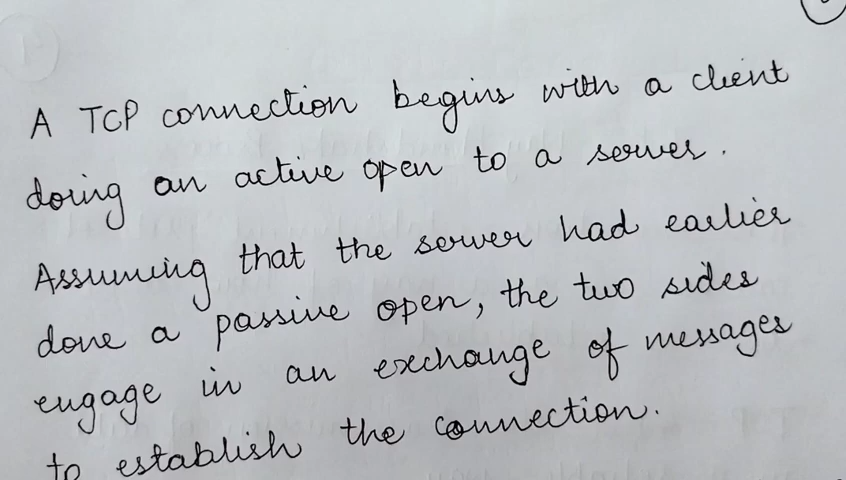 A TCP connection begins with a client
doing an active open to a server.
Assuming that the server had earlier
done a passive open, the two sides
engage in an exchange of messages
to establish the connection.